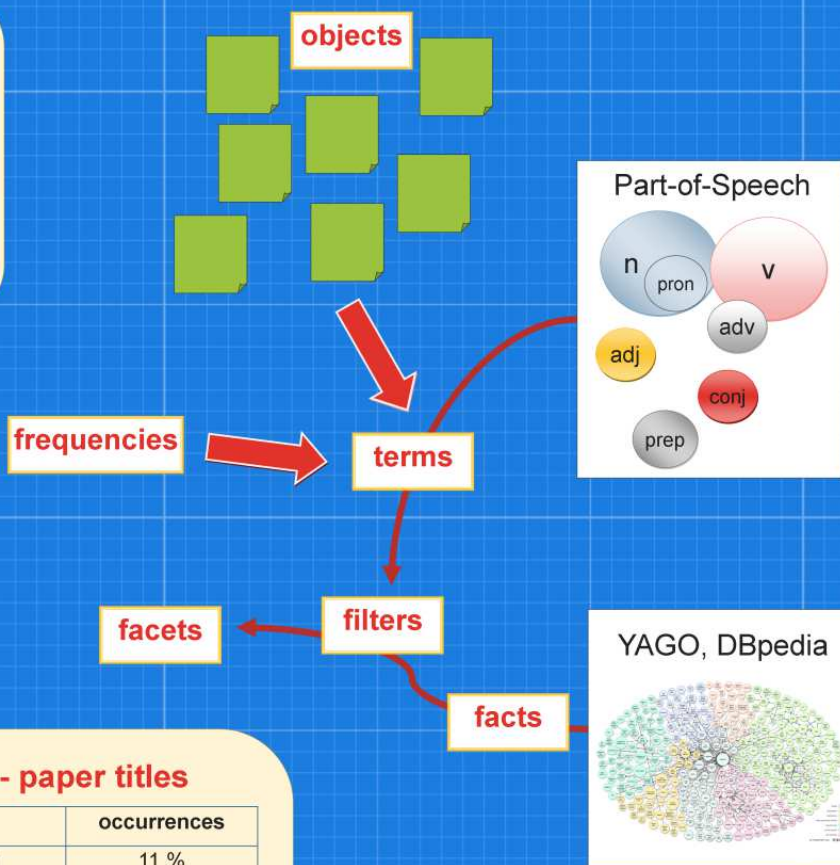 objects
Part-of-Speech
n
pron
v
adv
adj
conj
prep
frequencies
terms
facets
filters
YAGO, DBpedia
facts
- paper titles
occurrences
11 %